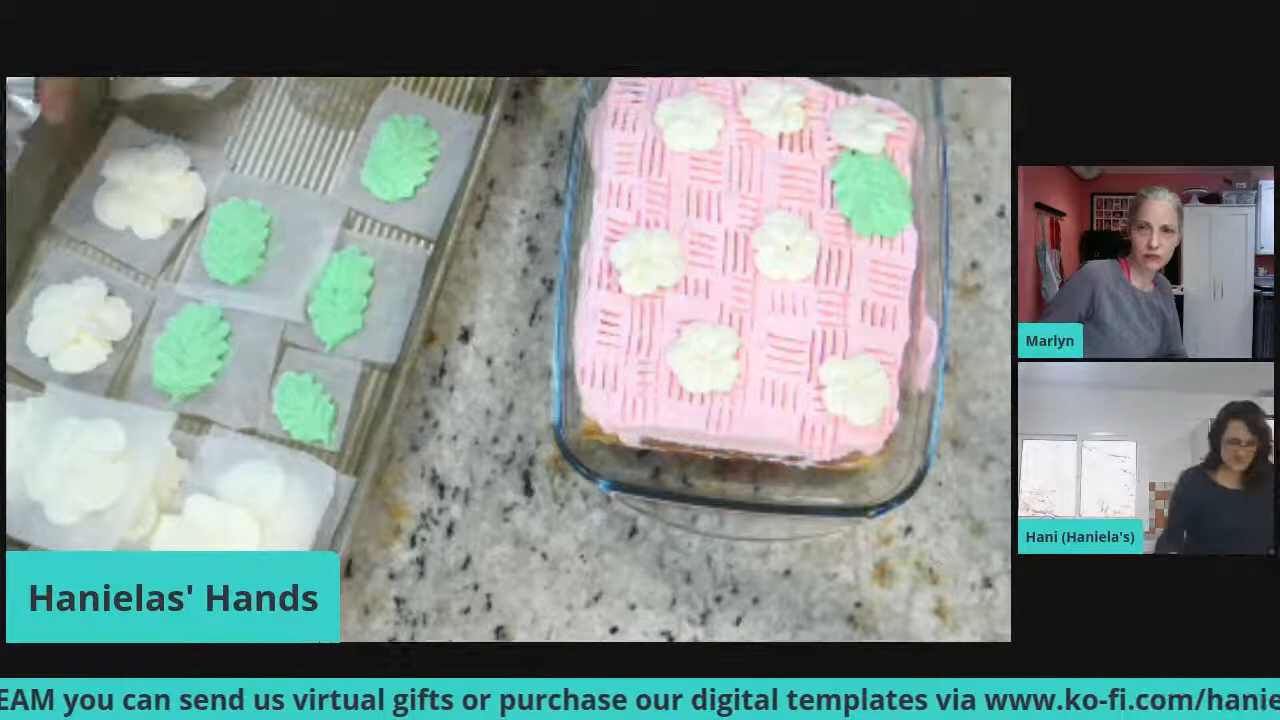 Marlyn
Hani (Haniela's)
Hanielas' Hands
EAM you can send us virtual gifts or purchase our digital templates via www.ko-fi.com/hanie